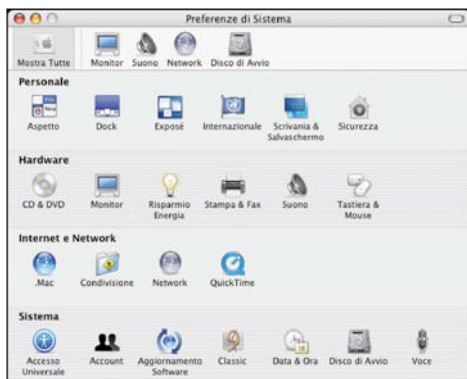 Preferenze di Sistema
Mostra Tutte Monitor Suono Network Disco di Avvio
Personale
Aspetto Dock Exposé Internazionale Scrivania & Salvaschermo Sicurezza
Hardware
CD & DVD Monitor Risparmio Energia Stampa & Fax Suono Tastiera & Mouse
Internet e Network
.Mac Condivisione Network QuickTime
Sistema
Accesso Universale Account Aggiornamento Software Classic Data & Ora Disco di Avvio Voce